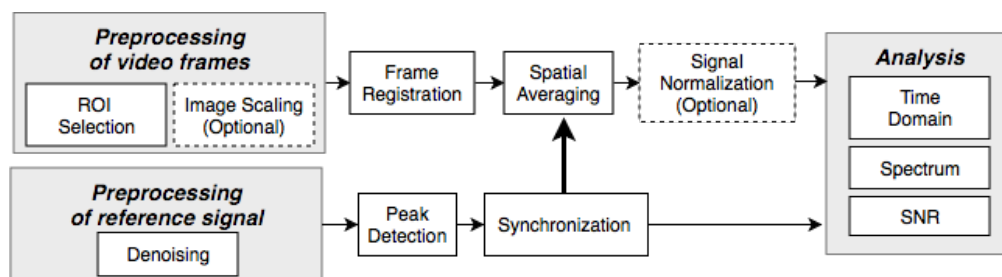 Preprocessing
of video frames
ROI
Selection
Image Scaling
(Optional)
Frame
Registration
Spatial
Averaging
Signal
Normalization
(Optional)
Analysis
Time
Domain
Spectrum
SNR
Preprocessing
of reference signal
Denoising
Peak
Detection
Synchronization